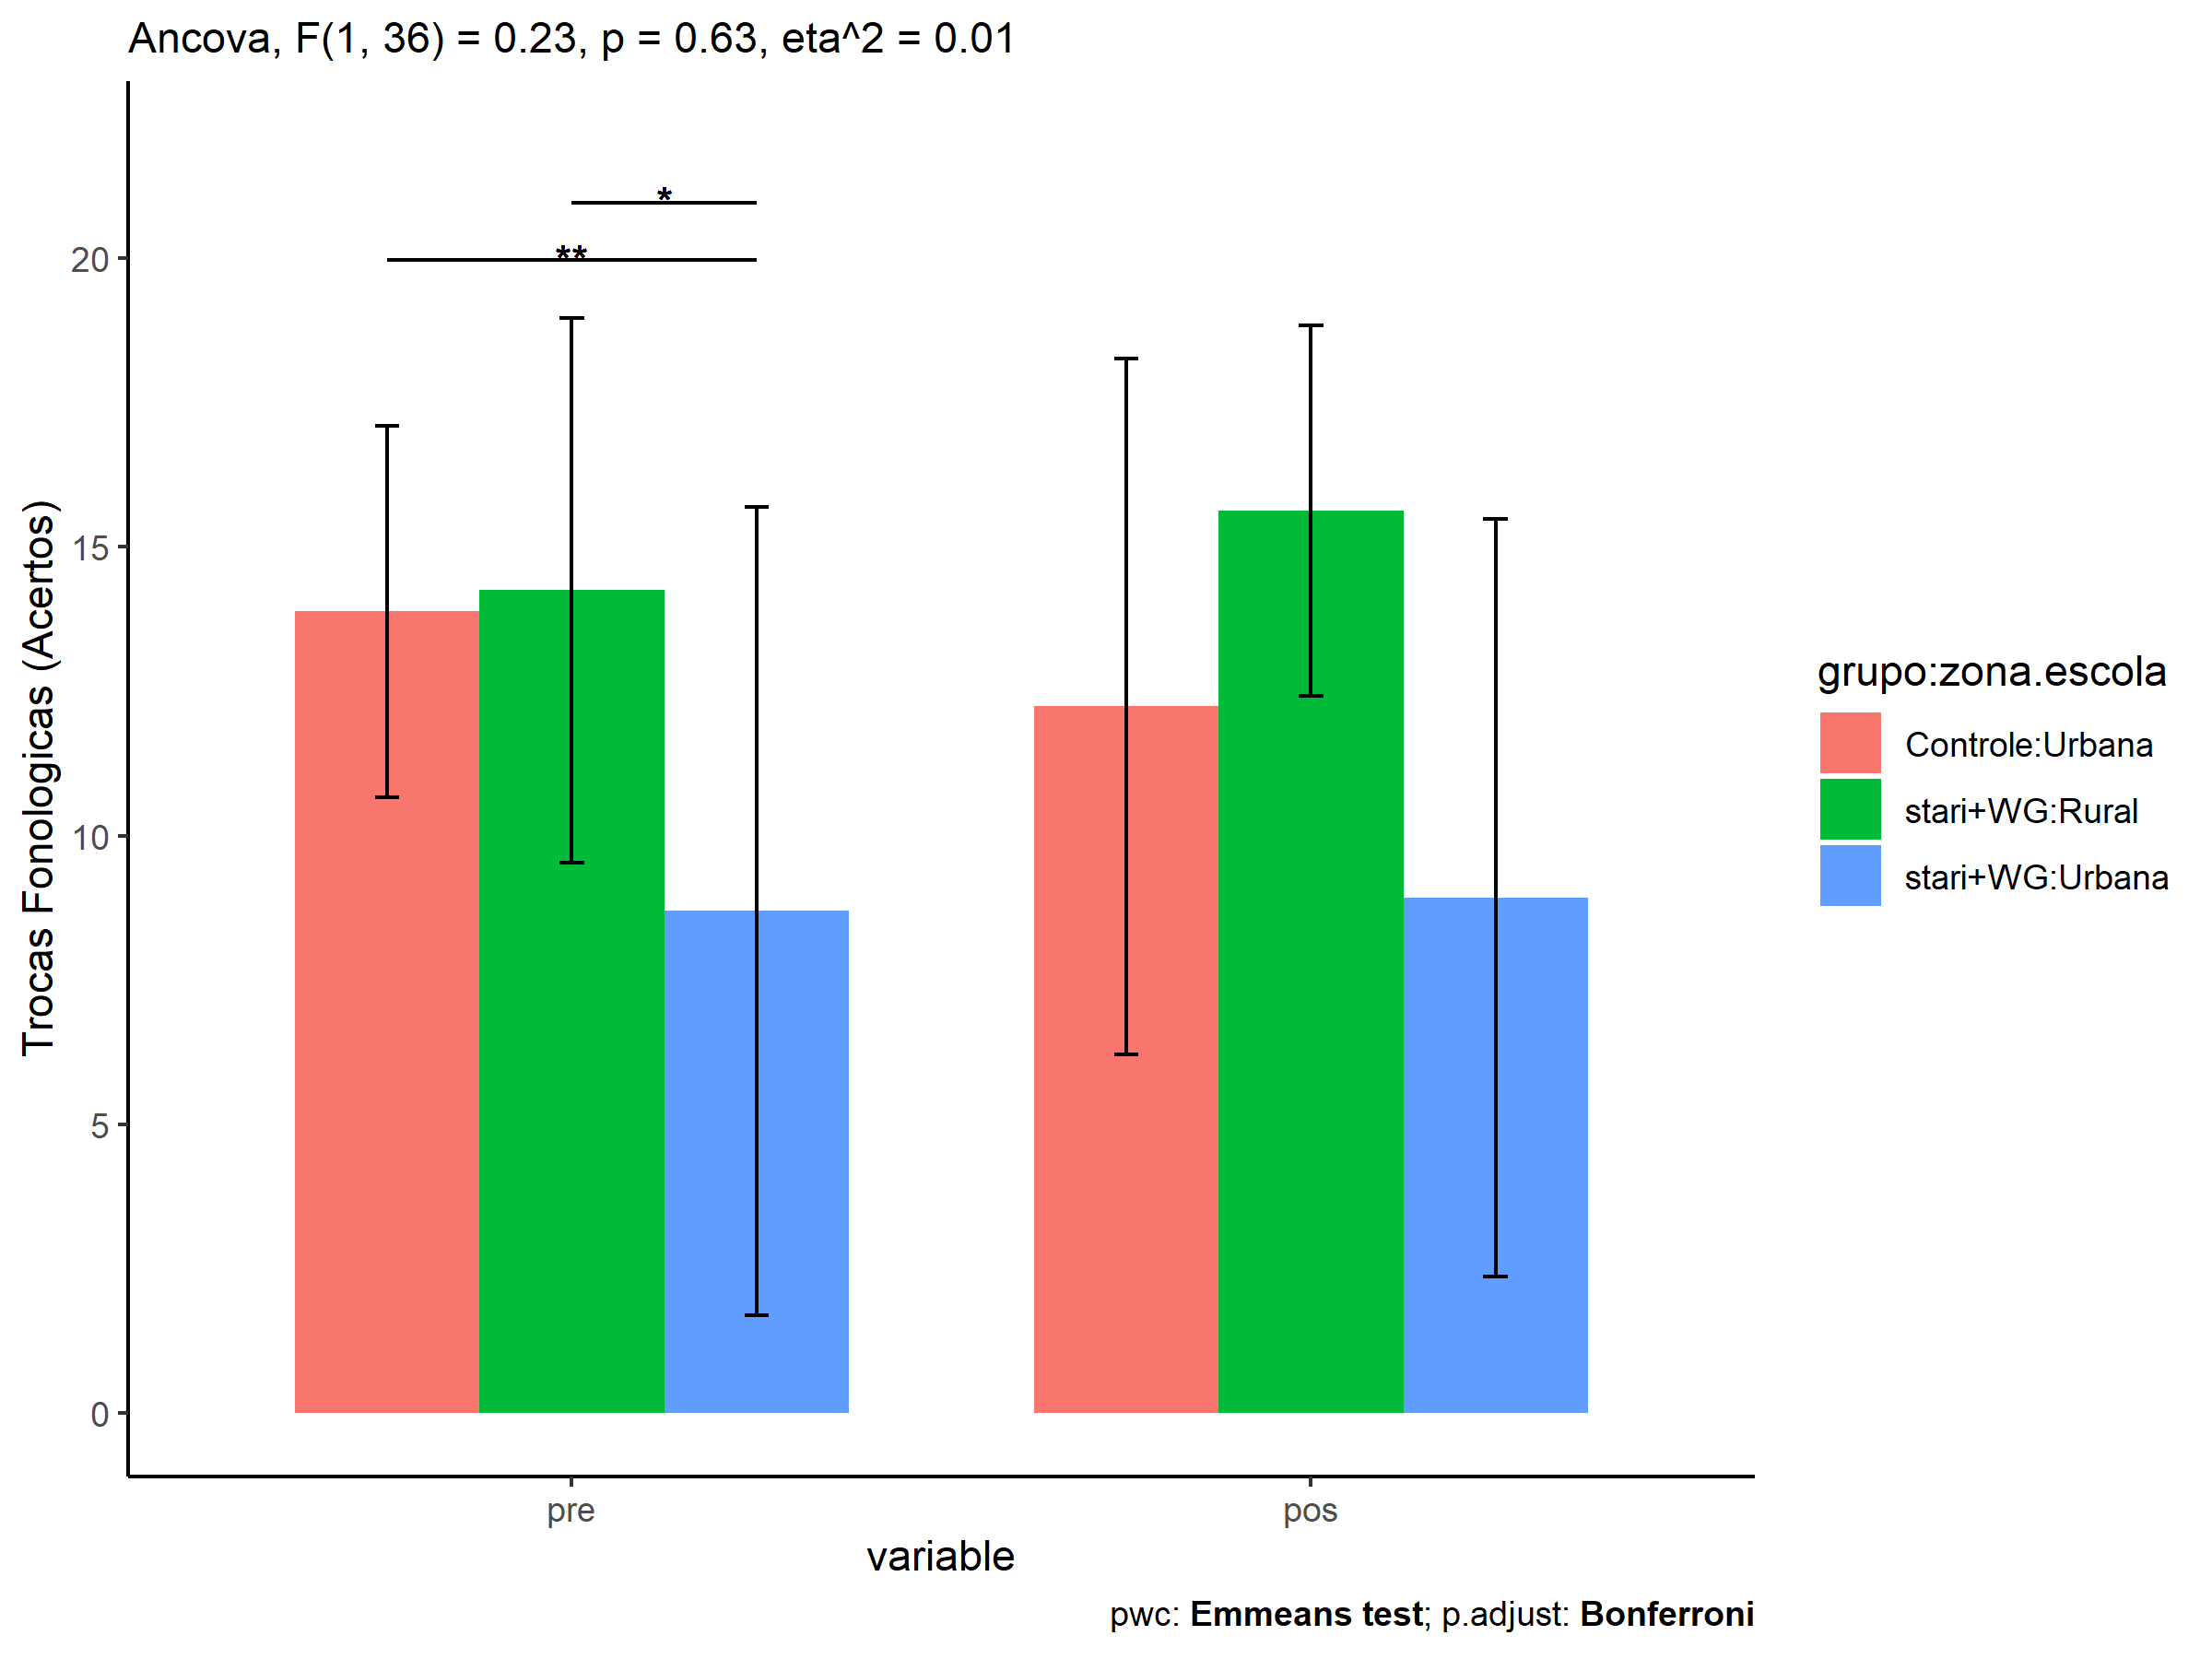 Ancova, F(1, 36) = 0.23, p = 0.63, eta^2 = 0.01
*
**
20
15
10
5
0
Trocas Fonologicas (Acertos)
pre
pos
variable
grupo:zona.escola
Controle:Urbana
stari+WG:Rural
stari+WG:Urbana
pwc: Emmeans test; p.adjust: Bonferroni